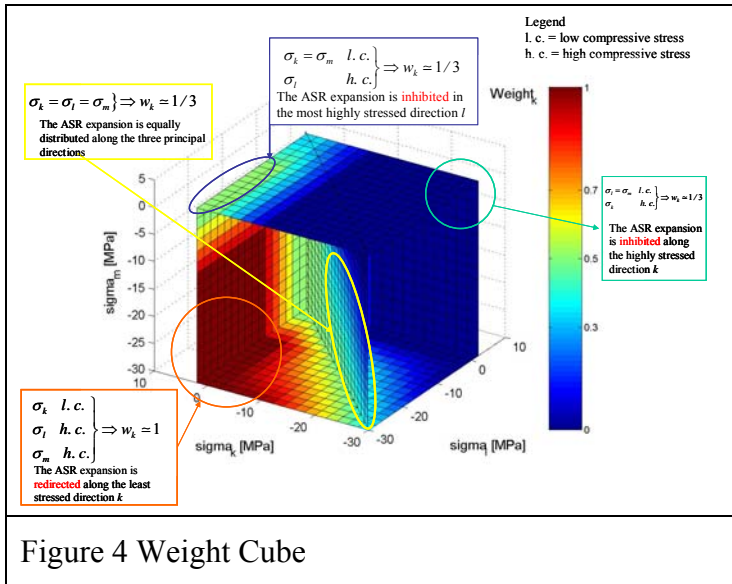 Legend
l. c. = low compressive stress
h. c. = high compressive stress
σk = σm l. c.
σl h. c. } ⇒ wk ≃ 1/3
The ASR expansion is inhibited in
the most highly stressed direction l
σk = σl = σm} ⇒ wk ≃ 1/3
The ASR expansion is equally
distributed along the three principal
directions
Weight k
1
0.7
0.5
0.3
0
σl = σm l. c.
σk h. c. } ⇒ wk ≃ 1/3
The ASR expansion
is inhibited along
the highly stressed
direction k
sigma m [MPa]
5
0
-5
-10
-15
-20
-25
-30
10
0
-10
-20
-30
sigma k [MPa]
-30
-20
-10
0
10
sigma l [MPa]
σk l. c.
σl h. c. } ⇒ wk ≃ 1
σm h. c.
The ASR expansion is
redirected along the least
stressed direction k
Figure 4 Weight Cube